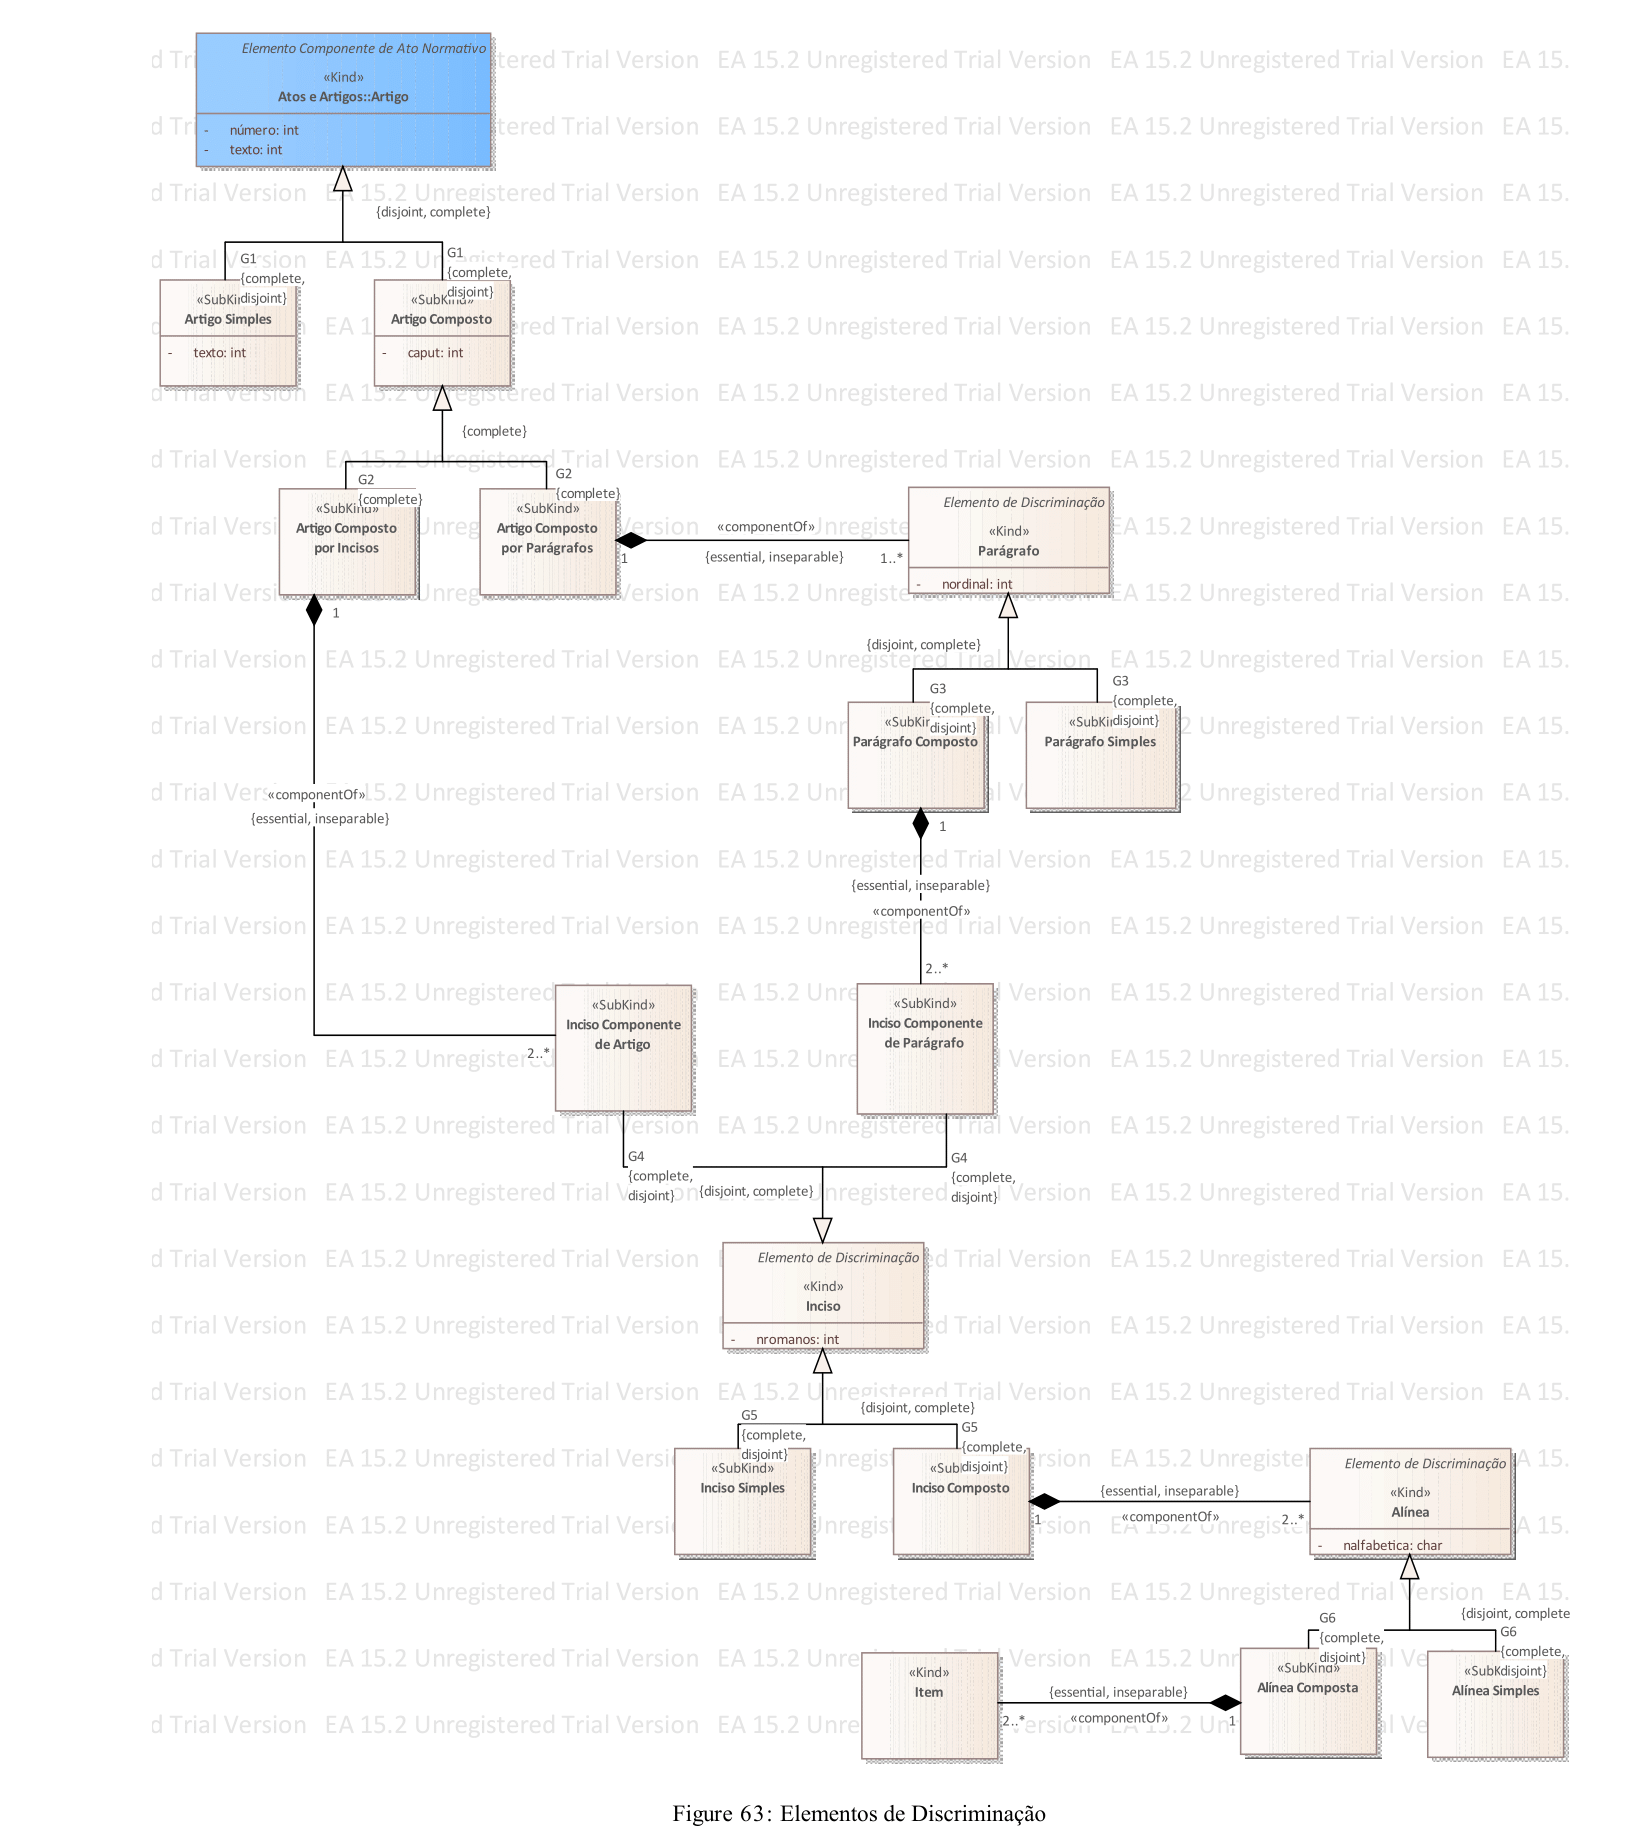 Elemento Componente de Ato Normativo
«Kind»
Atos e Artigos::Artigo
- número: int
- texto: int
{disjoint, complete}
G1
{complete,
disjoint}
G1
{complete,
disjoint}
Artigo Simples
- texto: int
«SubKind»
Artigo Composto
- caput: int
{complete}
G2
{complete}
«SubKind»
Artigo Composto
por Incisos
G2
{complete}
«SubKind»
Artigo Composto
por Parágrafos
1
«componentOf»
{essential, inseparable}
1..*
Elemento de Discriminação
«Kind»
Parágrafo
- nordinal: int
1
{disjoint, complete}
G3
{complete,
disjoint}
Parágrafo Composto
G3
{complete,
disjoint}
Parágrafo Simples
«componentOf»
{essential, inseparable}
1
{essential, inseparable}
«componentOf»
2..*
«SubKind»
Inciso Componente
de Artigo
2..*
«SubKind»
Inciso Componente
de Parágrafo
G4
{complete,
disjoint}
{disjoint, complete}
G4
{complete,
disjoint}
Elemento de Discriminação
«Kind»
Inciso
- nromanos: int
{disjoint, complete}
G5
{complete,
disjoint}
«SubKind»
Inciso Simples
G5
{complete,
disjoint}
Inciso Composto
1
{essential, inseparable}
«componentOf»
2..*
Elemento de Discriminação
«Kind»
Alínea
- nalfabetica: char
{disjoint, complete
G6
{complete,
disjoint}
«SubKind»
Alínea Composta
G6
{complete,
disjoint}
Alínea Simples
«Kind»
Item
2..*
{essential, inseparable}
«componentOf»
1
EA 15.2 Unregistered Trial Version
Figure 63: Elementos de Discriminação